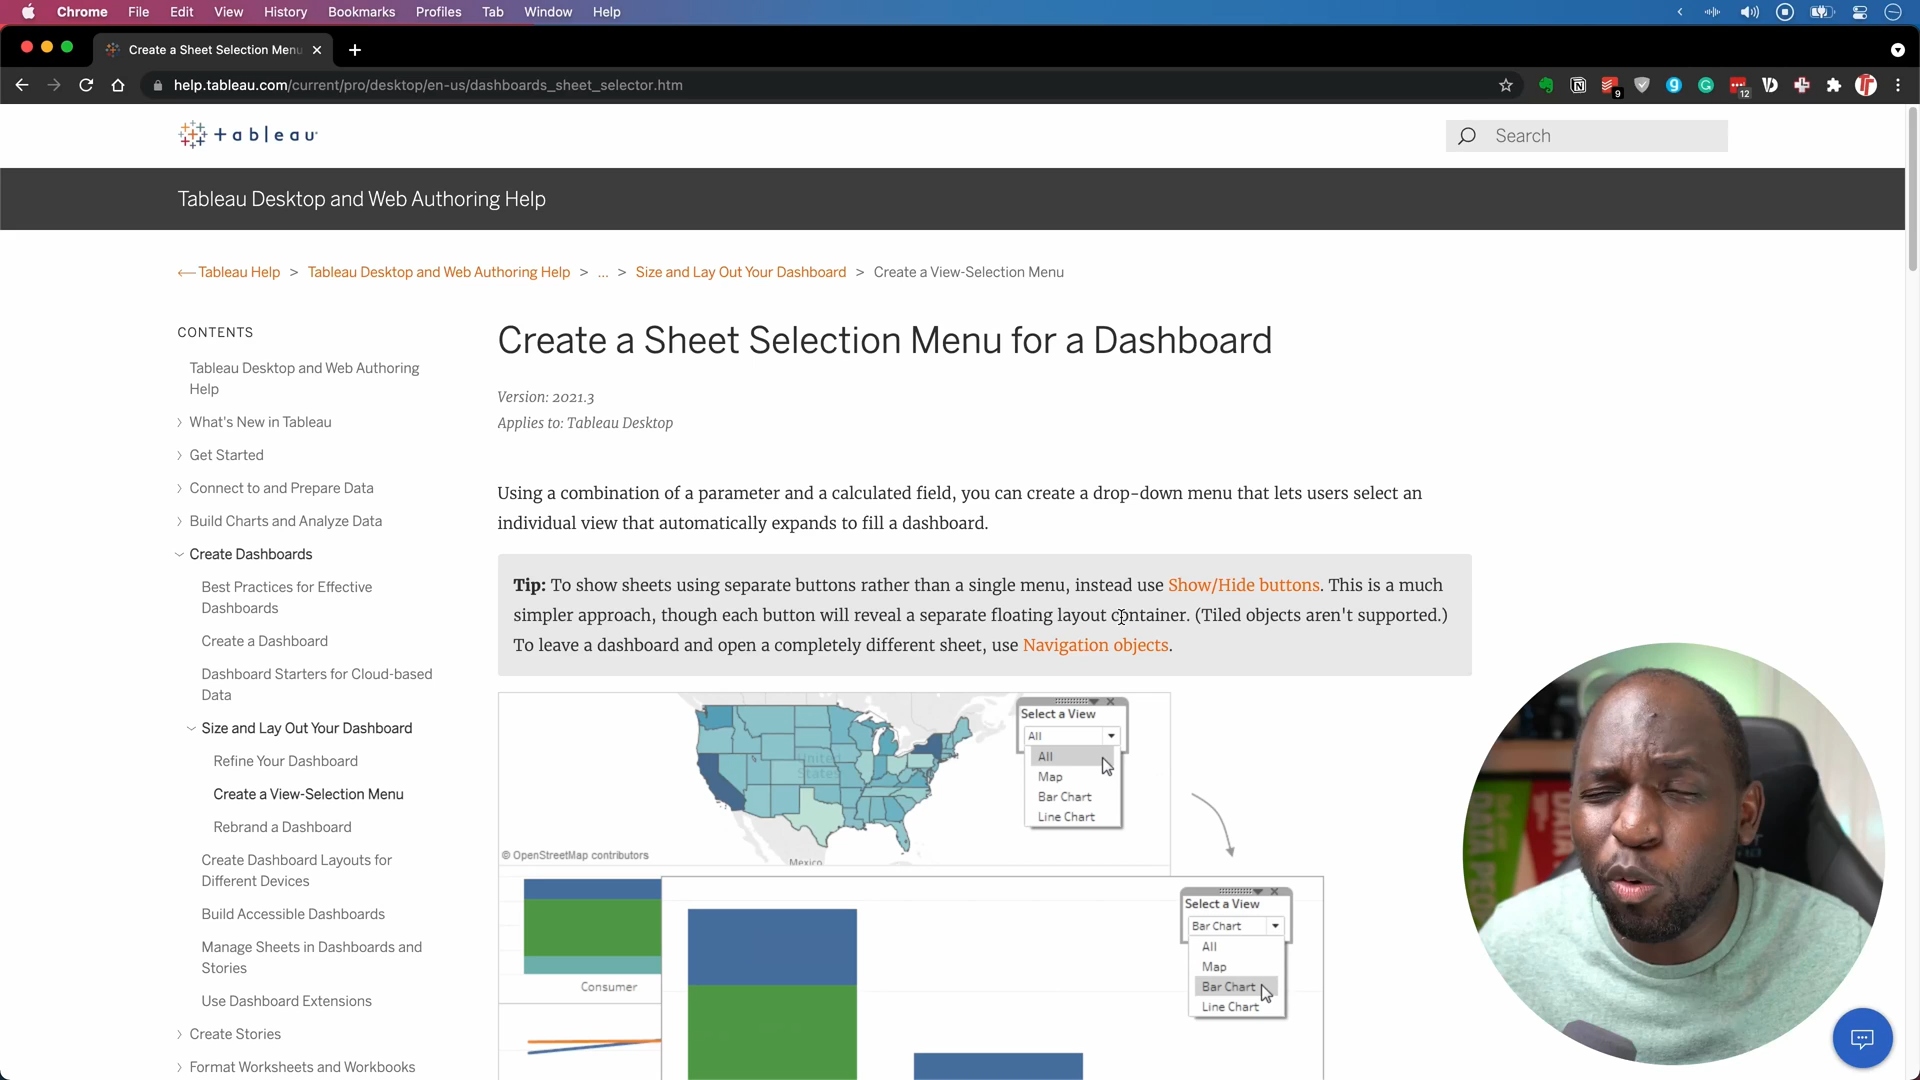 Chrome File Edit View History Bookmarks Profiles Tab Window Help
Create a Sheet Selection Menu
help.tableau.com/current/pro/desktop/en-us/dashboards_sheet_selector.htm
9
12
+ableau
Search
Tableau Desktop and Web Authoring Help
Tableau Help > Tableau Desktop and Web Authoring Help > ... > Size and Lay Out Your Dashboard > Create a View-Selection Menu
CONTENTS
Tableau Desktop and Web Authoring
Help
What's New in Tableau
Get Started
Connect to and Prepare Data
Build Charts and Analyze Data
Create Dashboards
Best Practices for Effective
Dashboards
Create a Dashboard
Dashboard Starters for Cloud-based
Data
Size and Lay Out Your Dashboard
Refine Your Dashboard
Create a View-Selection Menu
Rebrand a Dashboard
Create Dashboard Layouts for
Different Devices
Build Accessible Dashboards
Manage Sheets in Dashboards and
Stories
Use Dashboard Extensions
Create Stories
Format Worksheets and Workbooks
Create a Sheet Selection Menu for a Dashboard
Version: 2021.3
Applies to: Tableau Desktop
Using a combination of a parameter and a calculated field, you can create a drop-down menu that lets users select an
individual view that automatically expands to fill a dashboard.
Tip: To show sheets using separate buttons rather than a single menu, instead use Show/Hide buttons. This is a much
simpler approach, though each button will reveal a separate floating layout container. (Tiled objects aren't supported.)
To leave a dashboard and open a completely different sheet, use Navigation objects.
United
States
Mexico
© OpenStreetMap contributors
Select a View
All
All
Map
Bar Chart
Line Chart
Consumer
Select a View
Bar Chart
All
Map
Bar Chart
Line Chart
DATA